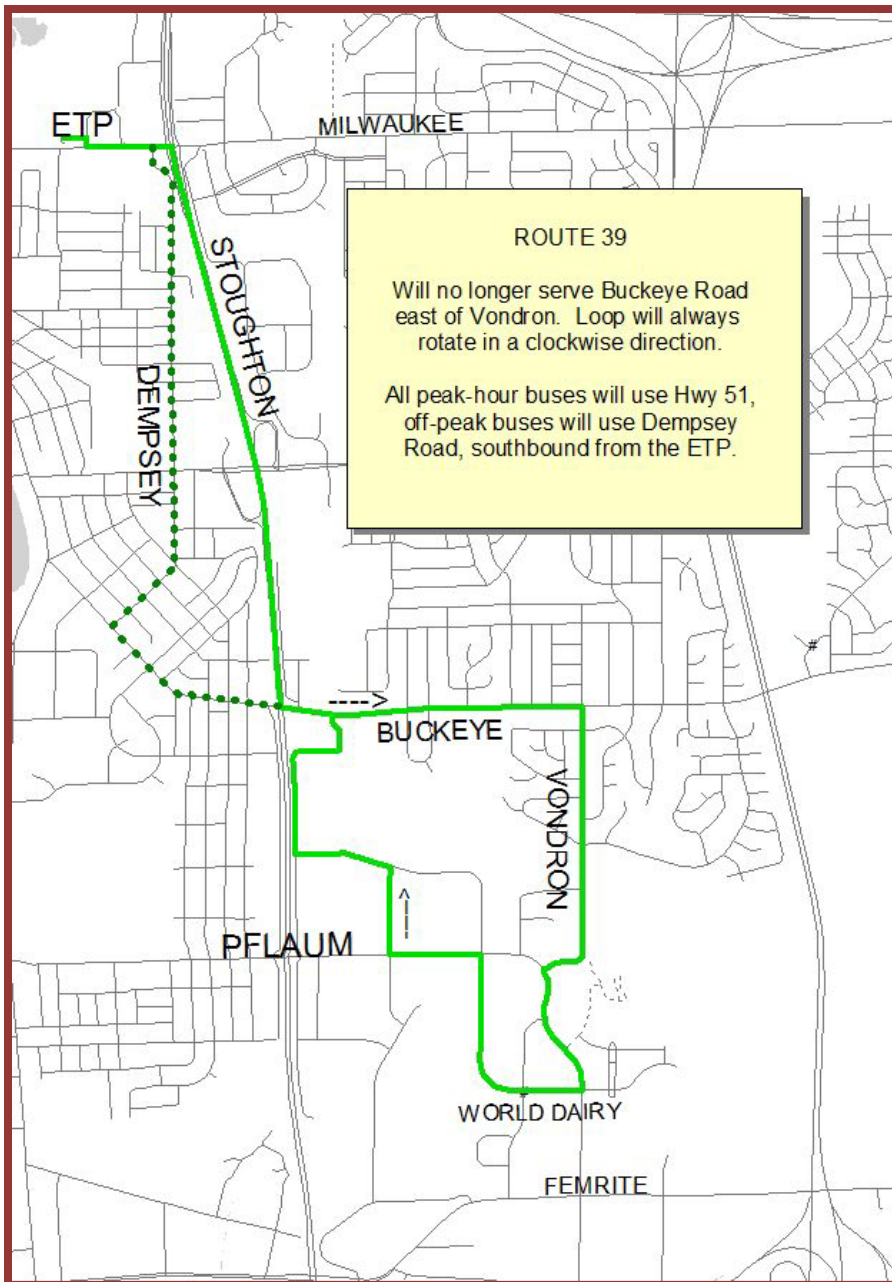 ETP
MILWAUKEE
ROUTE 39
Will no longer serve Buckeye Road
east of Vondron. Loop will always
rotate in a clockwise direction.
All peak-hour buses will use Hwy 51,
off-peak buses will use Dempsey
Road, southbound from the ETP.
STOUGHTON
DEMPSEY
#
---->
BUCKEYE
VONDRON
---->
PFLAUM
#
WORLD DAIRY
FEMRITE